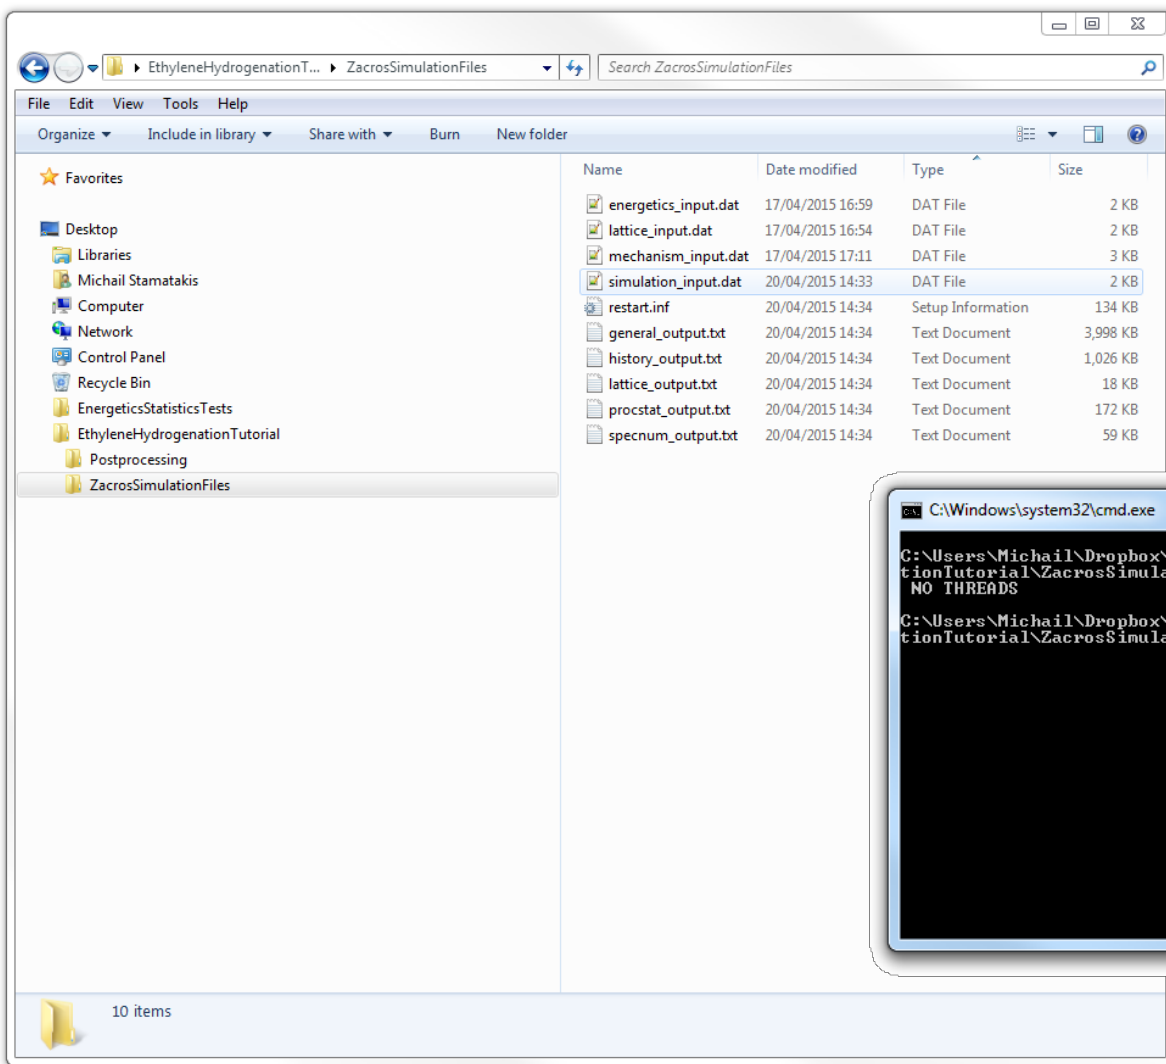 EthyleneHydrogenationT... ▸ ZacrosSimulationFiles
Search ZacrosSimulationFiles
File Edit View Tools Help
Organize Include in library Share with Burn New folder
Favorites
Desktop
Libraries
Michail Stamatakis
Computer
Network
Control Panel
Recycle Bin
EnergeticsStatisticsTests
EthyleneHydrogenationTutorial
Postprocessing
ZacrosSimulationFiles
Name Date modified Type Size
energetics_input.dat 17/04/2015 16:59 DAT File 2 KB
lattice_input.dat 17/04/2015 16:54 DAT File 2 KB
mechanism_input.dat 17/04/2015 17:11 DAT File 3 KB
simulation_input.dat 20/04/2015 14:33 DAT File 2 KB
restart.inf 20/04/2015 14:34 Setup Information 134 KB
general_output.txt 20/04/2015 14:34 Text Document 3,998 KB
history_output.txt 20/04/2015 14:34 Text Document 1,026 KB
lattice_output.txt 20/04/2015 14:34 Text Document 18 KB
procstat_output.txt 20/04/2015 14:34 Text Document 172 KB
specnum_output.txt 20/04/2015 14:34 Text Document 59 KB
C:\Windows\system32\cmd.exe
C:\Users\Michail\Dropbox\
tionTutorial\ZacrosSimula
NO THREADS
C:\Users\Michail\Dropbox\
tionTutorial\ZacrosSimula
10 items